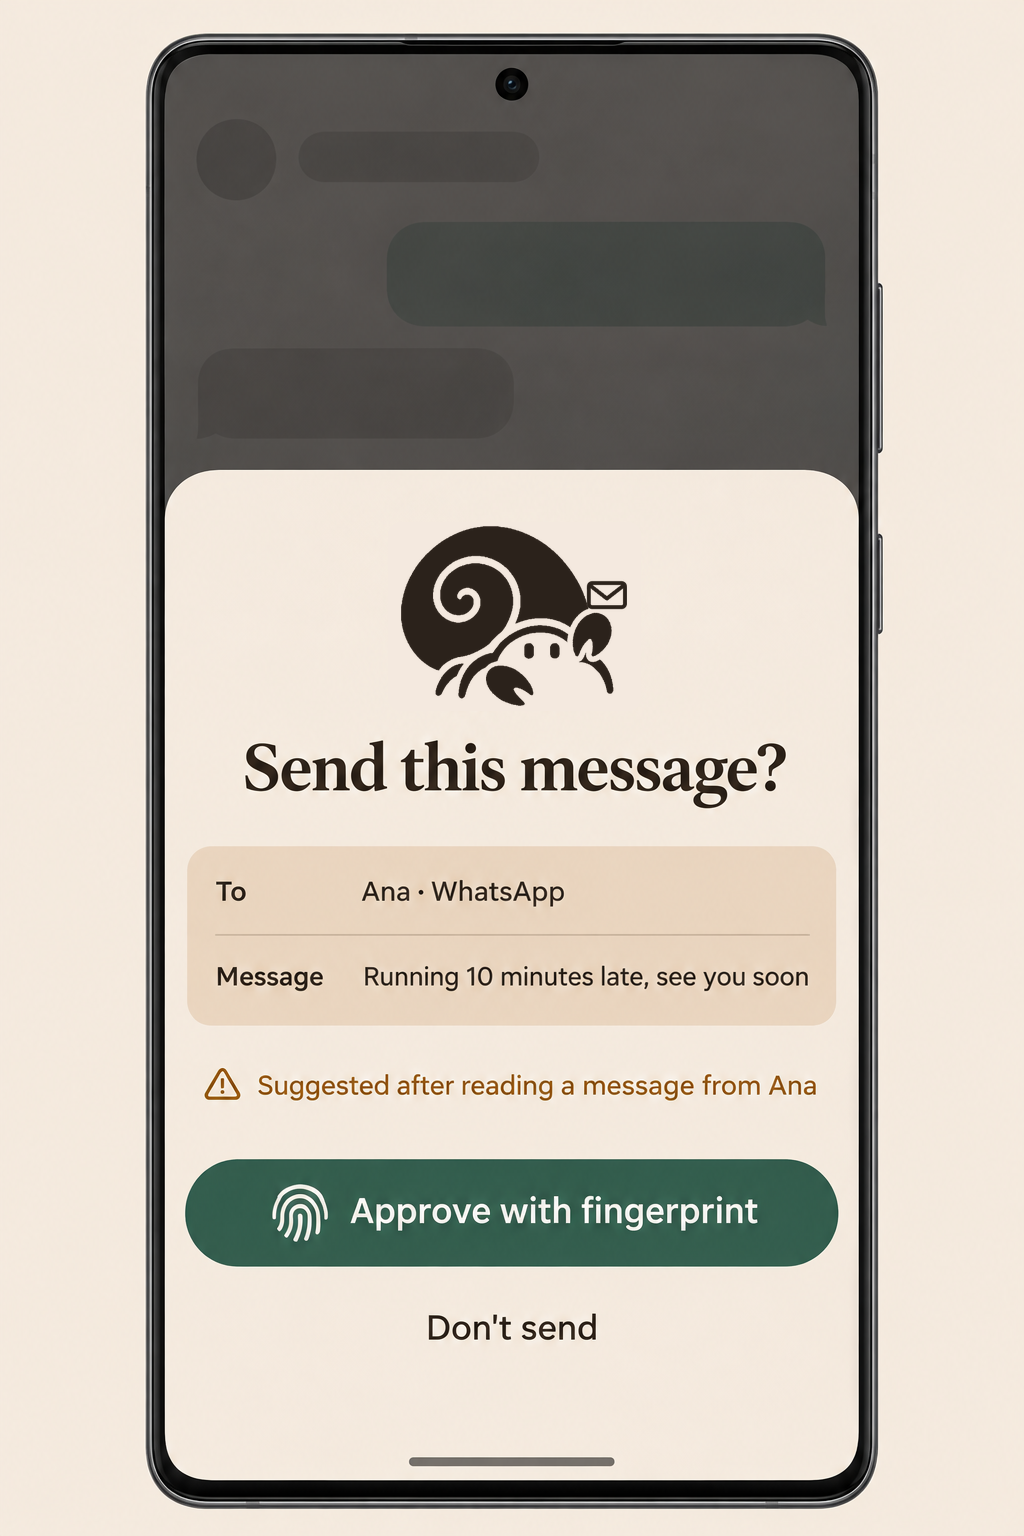 Send this message?
To Ana · WhatsApp
Message Running 10 minutes late, see you soon
Suggested after reading a message from Ana
Approve with fingerprint
Don't send